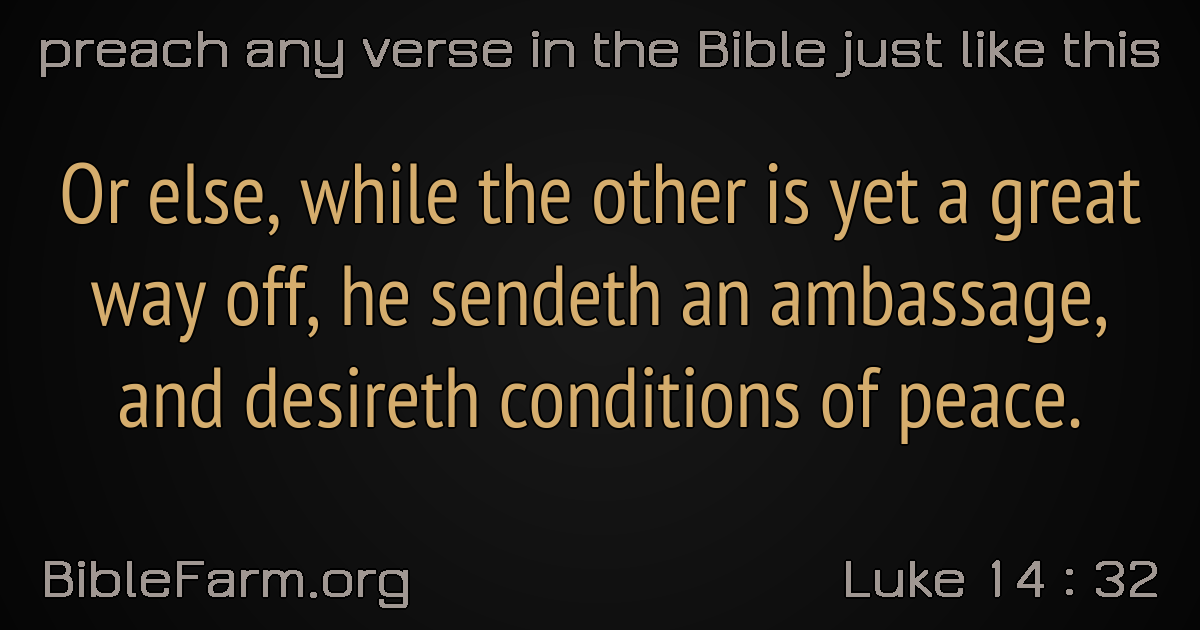 preach any verse in the Bible just like this
Or else, while the other is yet a great
way off, he sendeth an ambassage,
and desireth conditions of peace.
BibleFarm.org
Luke 14 : 32